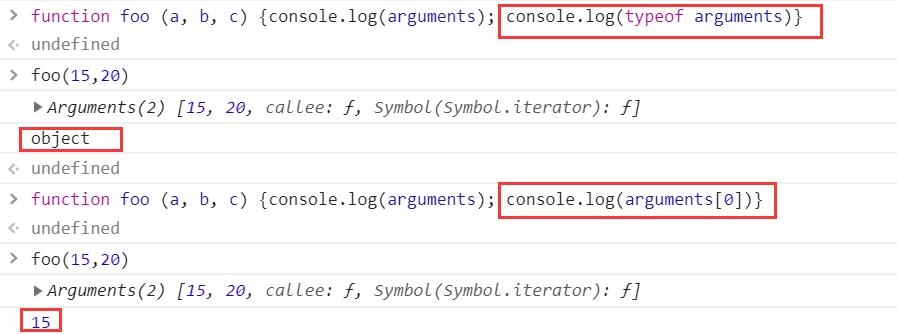 > function foo (a, b, c) {console.log(arguments); console.log(typeof arguments)}
< undefined
> foo(15,20)
▶Arguments(2) [15, 20, callee: ƒ, Symbol(Symbol.iterator): ƒ]
object
< undefined
> function foo (a, b, c) {console.log(arguments); console.log(arguments[0])}
< undefined
> foo(15,20)
▶Arguments(2) [15, 20, callee: ƒ, Symbol(Symbol.iterator): ƒ]
15